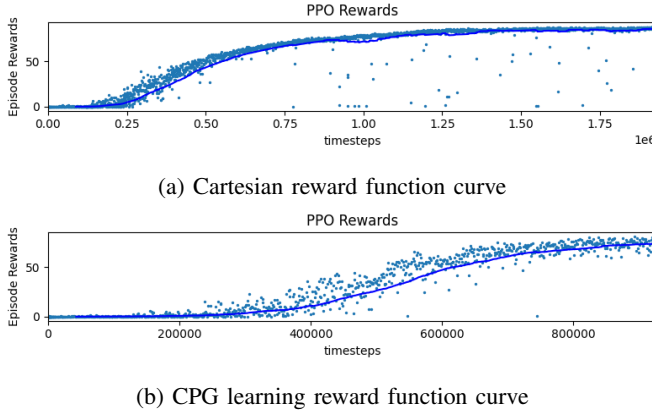 PPO Rewards
Episode Rewards
50
0
0.00 0.25 0.50 0.75 1.00 1.25 1.50 1.75
timesteps
1e6
(a) Cartesian reward function curve
PPO Rewards
Episode Rewards
50
0
0 200000 400000 600000 800000
timesteps
(b) CPG learning reward function curve